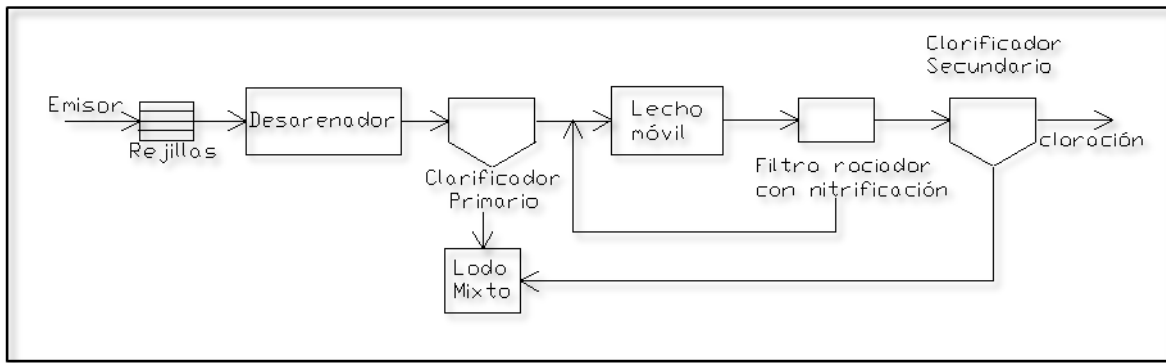 Emisor
Rejillas
Desarenador
Clarificador
Primario
Lodo
Mixto
Lecho
móvil
Filtro rociador
con nitrificación
Clarificador
Secundario
cloración